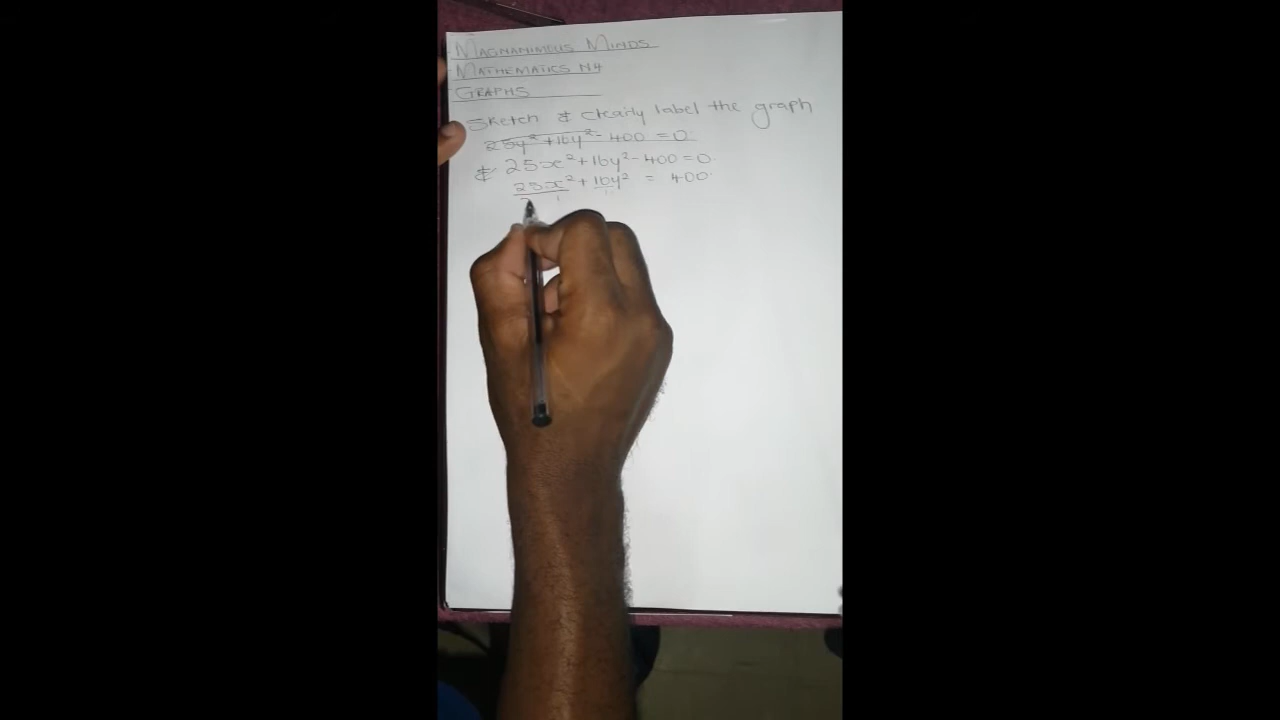 MAGNANIMOUS MINDS
MATHEMATICS N4
GRAPHS
Sketch & Clearly label the graph
25y² + 16y² - 400 = 0.
& 25x² + 16y² - 400 = 0.
25x² + 16y² = 400.